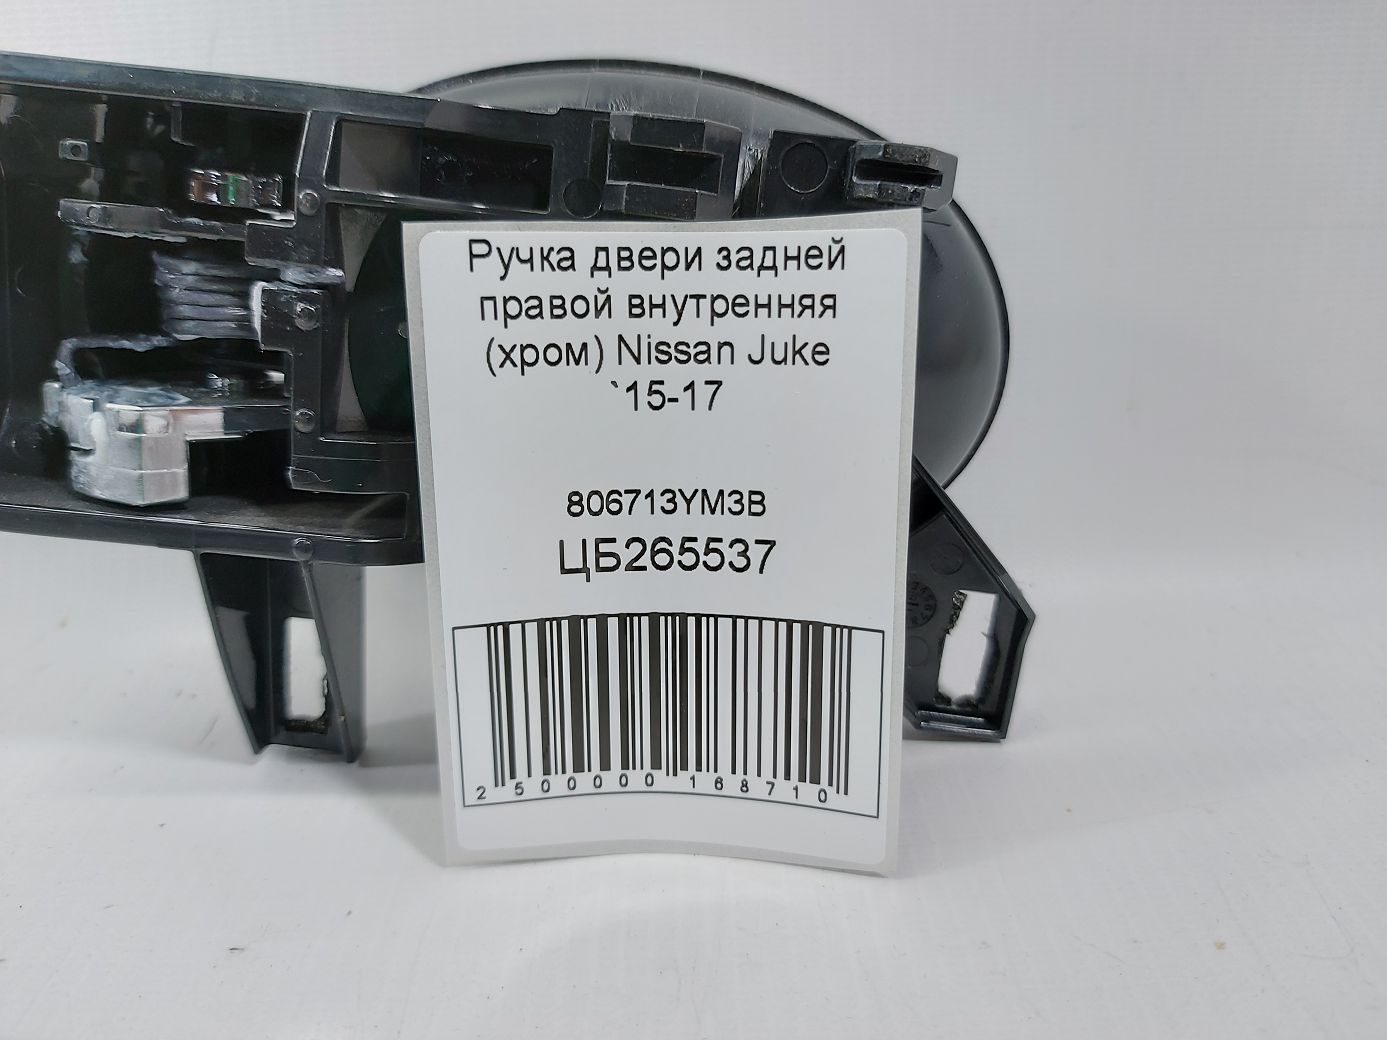 Ручка двери задней
правой внутренняя
(хром) Nissan Juke
`15-17
806713YM3B
ЦБ265537
2500000168710